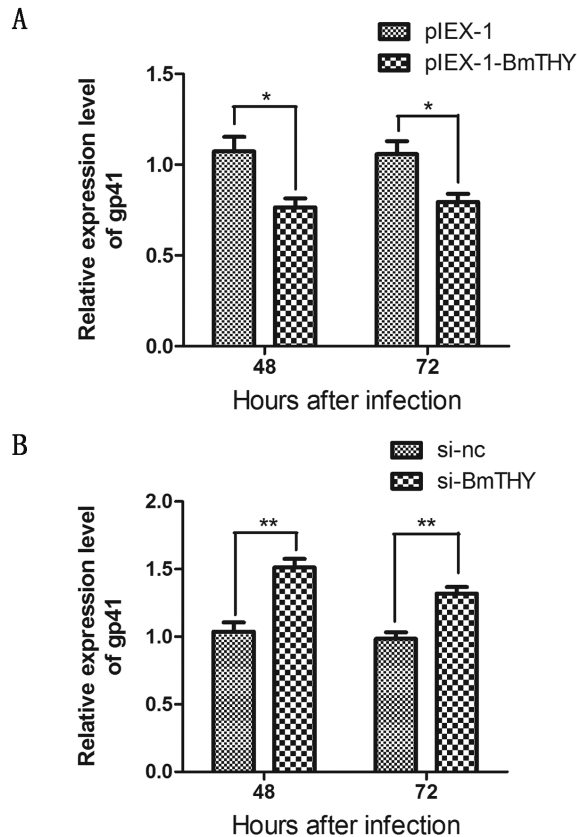 A
pIEX-1
pIEX-1-BmTHY
Relative expression level
of gp41
1.5
1.0
0.5
0.0
*
*
48
72
Hours after infection
B
si-nc
si-BmTHY
Relative expression level
of gp41
2.0
1.5
1.0
0.5
0.0
**
**
48
72
Hours after infection